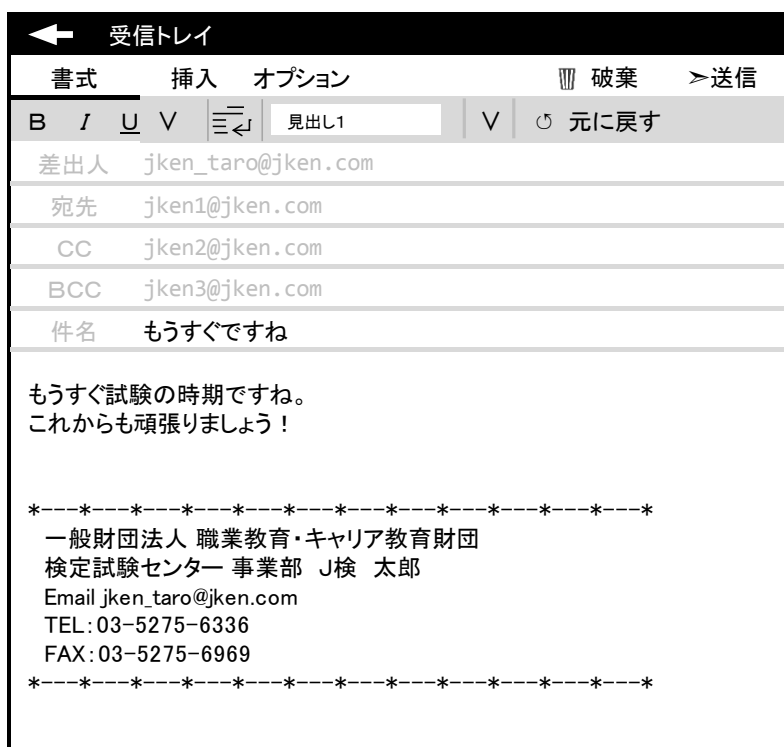 受信トレイ
書式 挿入 オプション 破棄 送信
B I U 見出し1 元に戻す
差出人 jken_taro@jken.com
宛先 jken1@jken.com
CC jken2@jken.com
BCC jken3@jken.com
件名 もうすぐですね
もうすぐ試験の時期ですね。
これからも頑張りましょう！
*---*---*---*---*---*---*---*---*---*---*---*---*
一般財団法人 職業教育・キャリア教育財団
検定試験センター 事業部 J検 太郎
Email jken_taro@jken.com
TEL：03-5275-6336
FAX：03-5275-6969
*---*---*---*---*---*---*---*---*---*---*---*---*